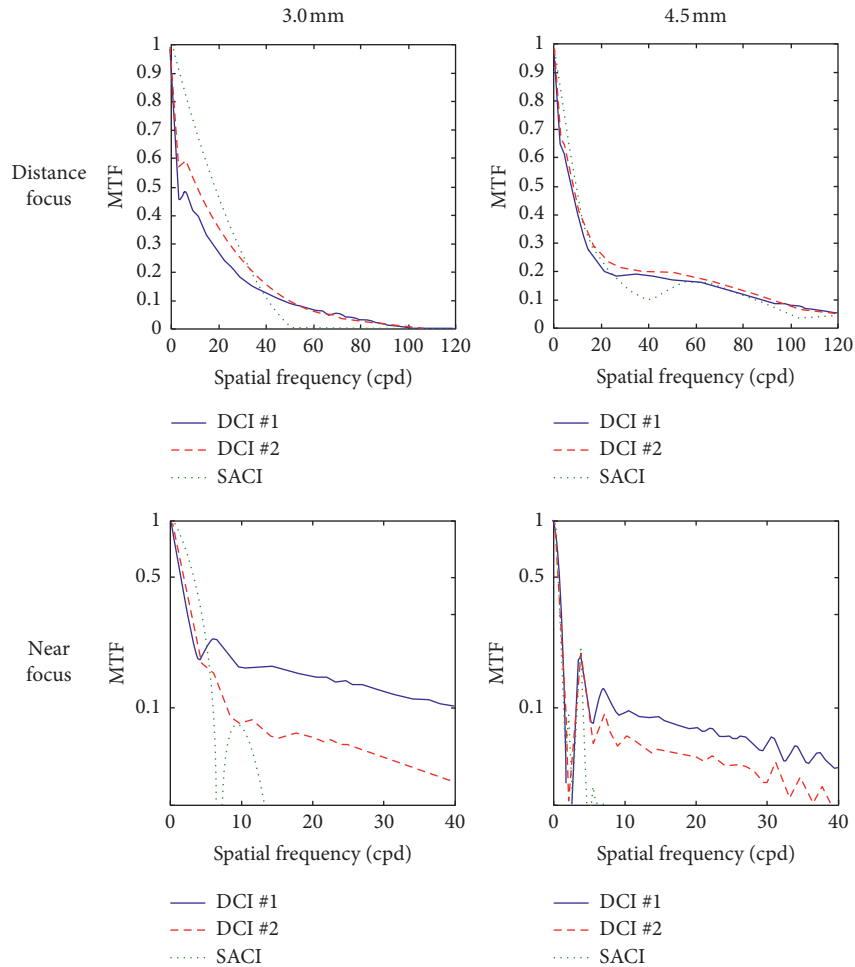 3.0 mm
4.5 mm
Distance
focus
MTF
1
0.9
0.8
0.7
0.6
0.5
0.4
0.3
0.2
0.1
0
0 20 40 60 80 100 120
Spatial frequency (cpd)
DCI #1
DCI #2
SACI
MTF
1
0.9
0.8
0.7
0.6
0.5
0.4
0.3
0.2
0.1
0
0 20 40 60 80 100 120
Spatial frequency (cpd)
DCI #1
DCI #2
SACI
Near
focus
MTF
1
0.5
0.1
0 10 20 30 40
Spatial frequency (cpd)
DCI #1
DCI #2
SACI
MTF
1
0.5
0.1
0 10 20 30 40
Spatial frequency (cpd)
DCI #1
DCI #2
SACI